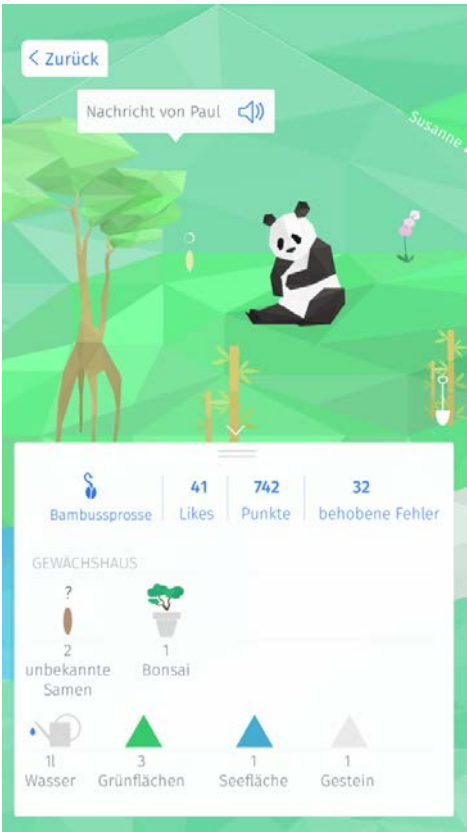 < Zurück
Nachricht von Paul
Susanne
41 742 32
Bambussprosse Likes Punkte behobene Fehler
GEWÄCHSHAUS
?
2 1
unbekannte Bonsai
Samen
1l 3 1 1
Wasser Grünflächen Seefläche Gestein